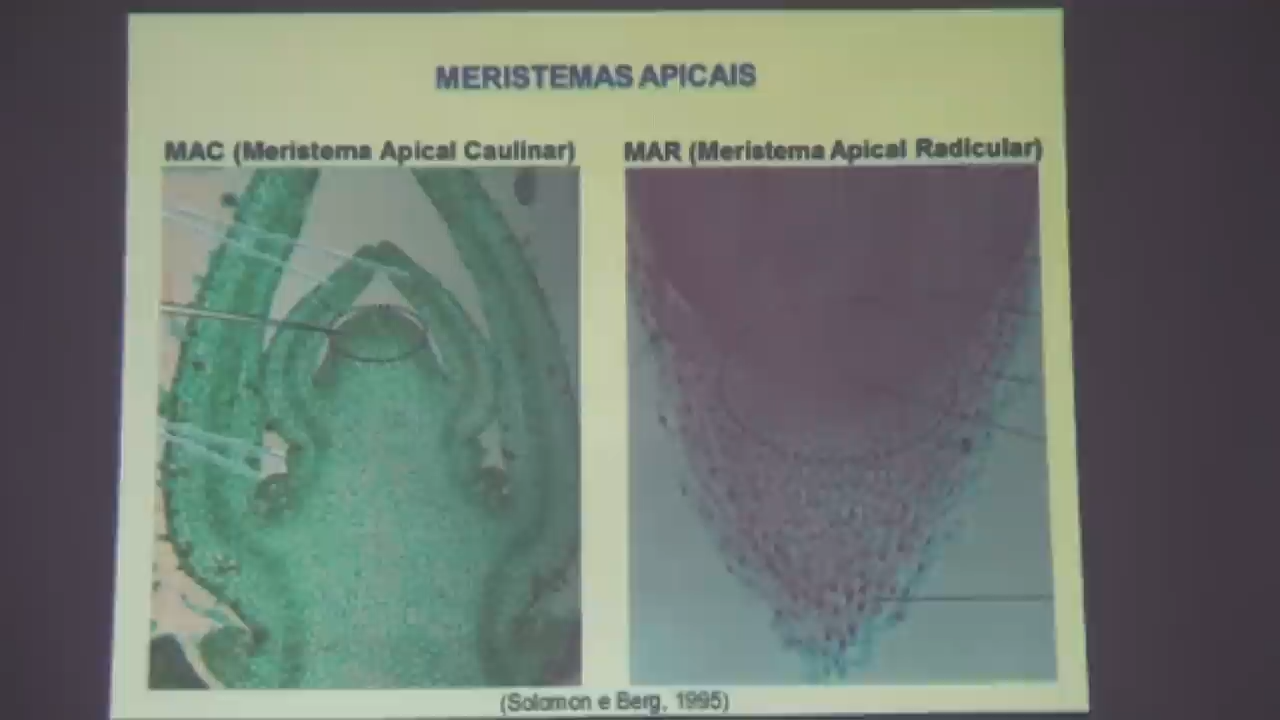 MERISTEMAS APICAIS
MAC (Meristema Apical Caulinar)
MAR (Meristema Apical Radicular)
(Solomon e Berg, 1995)